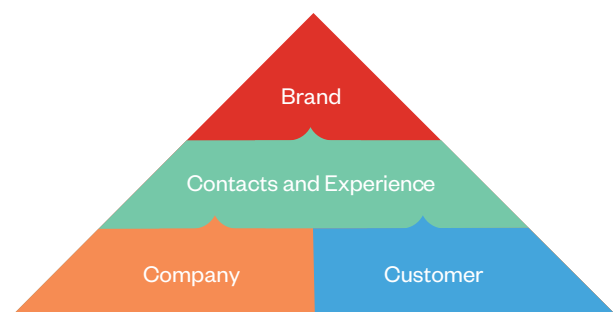 Brand
Contacts and Experience
Company
Customer